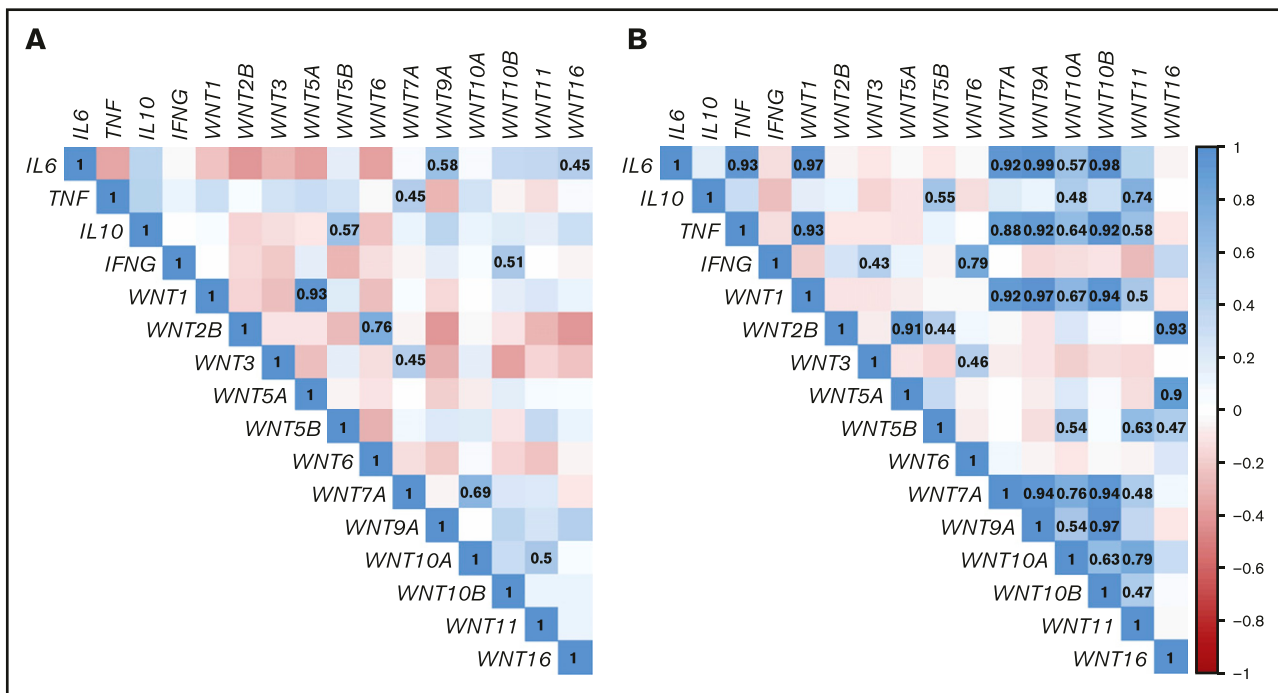 A
IL6 TNF IL10 IFNG WNT1 WNT2B WNT3 WNT5A WNT5B WNT6 WNT7A WNT9A WNT10A WNT10B WNT11 WNT16
IL6 1 0.58 0.45
TNF 1 0.45
IL10 1 0.57
IFNG 1 0.51
WNT1 1 0.93
WNT2B 1 0.76
WNT3 1 0.45
WNT5A 1
WNT5B 1
WNT6 1
WNT7A 1 0.69
WNT9A 1
WNT10A 1 0.5
WNT10B 1
WNT11 1
WNT16 1
B
IL6 IL10 TNF IFNG WNT1 WNT2B WNT3 WNT5A WNT5B WNT6 WNT7A WNT9A WNT10A WNT10B WNT11 WNT16
IL6 1 0.93 0.97 0.92 0.99 0.57 0.98
IL10 1 0.55 0.48 0.74
TNF 1 0.93 0.88 0.92 0.64 0.92 0.58
IFNG 1 0.43 0.79
WNT1 1 0.92 0.97 0.67 0.94 0.5
WNT2B 1 0.91 0.44 0.93
WNT3 1 0.46
WNT5A 1 0.9
WNT5B 1 0.54 0.63 0.47
WNT6 1
WNT7A 1 0.94 0.76 0.94 0.48
WNT9A 1 0.54 0.97
WNT10A 1 0.63 0.79
WNT10B 1 0.47
WNT11 1
WNT16 1
1
0.8
0.6
0.4
0.2
0
−0.2
−0.4
−0.6
−0.8
−1